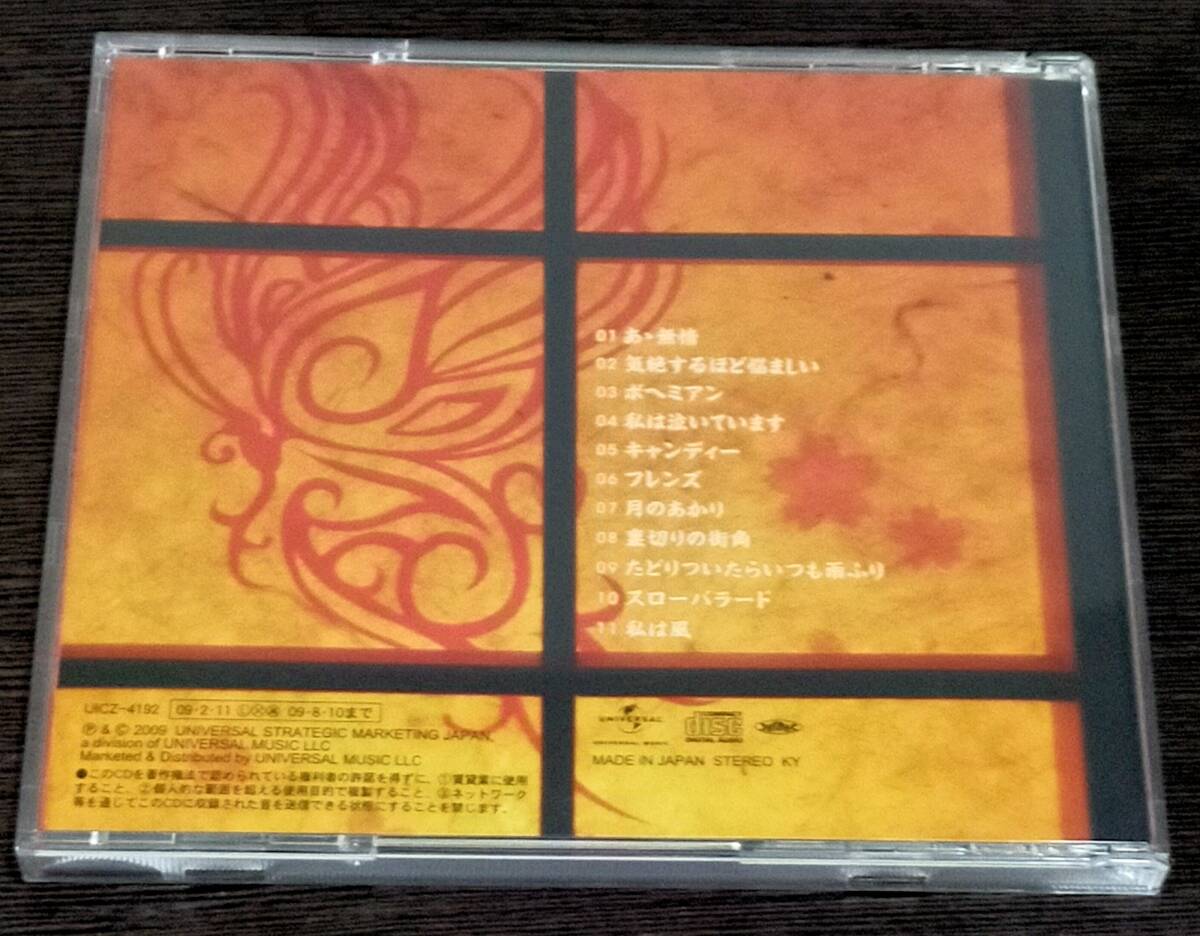 01 あゝ無情
02 気絶するほど悩ましい
03 ボヘミアン
04 私は泣いています
05 キャンディー
06 フレンズ
07 月のあかり
08 裏切りの街角
09 たどりついたらいつも雨ふり
10 スローバラード
11 私は風
UICZ-4192 09・2・11 Ⓛ Ⓧ 09・8・10まで
Ⓟ & Ⓒ 2009 UNIVERSAL STRATEGIC MARKETING JAPAN,
a division of UNIVERSAL MUSIC LLC
Marketed & Distributed by UNIVERSAL MUSIC LLC
●このCDを著作権法で認められている権利者の許諾を得ずに、①賃貸業に使用
すること、②個人的な範囲を超える使用目的で複製すること、③ネットワーク
等を通じてこのCDに収録された音を送信できる状態にすることを禁じます。
UNIVERSAL
UNIVERSAL MUSIC
COMPACT
disc
DIGITAL AUDIO
MADE IN JAPAN STEREO KY